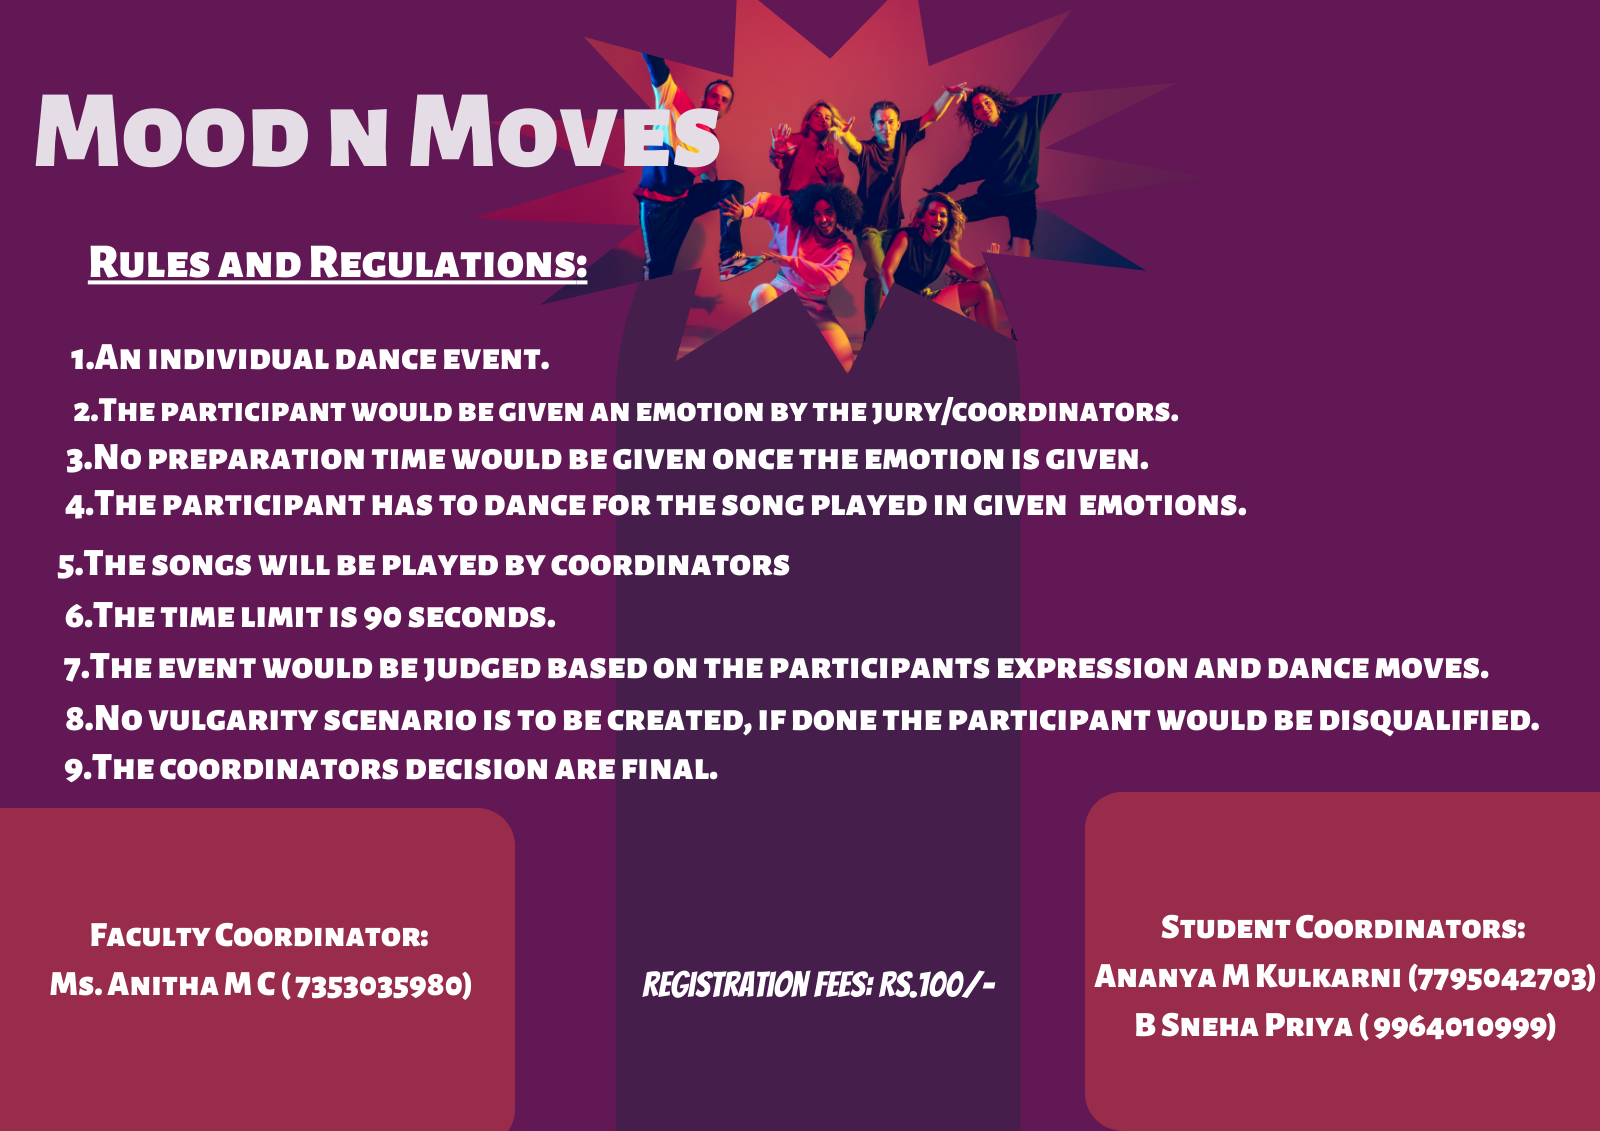 Mood n Moves
Rules and Regulations:
1.An individual dance event.
2.The participant would be given an emotion by the jury/coordinators.
3.No preparation time would be given once the emotion is given.
4.The participant has to dance for the song played in given emotions.
5.The songs will be played by coordinators
6.The time limit is 90 seconds.
7.The event would be judged based on the participants expression and dance moves.
8.No vulgarity scenario is to be created, if done the participant would be disqualified.
9.The coordinators decision are final.
Faculty Coordinator:
Ms. Anitha M C ( 7353035980)
REGISTRATION FEES: RS.100/-
Student Coordinators:
Ananya M Kulkarni (7795042703)
B Sneha Priya ( 9964010999)